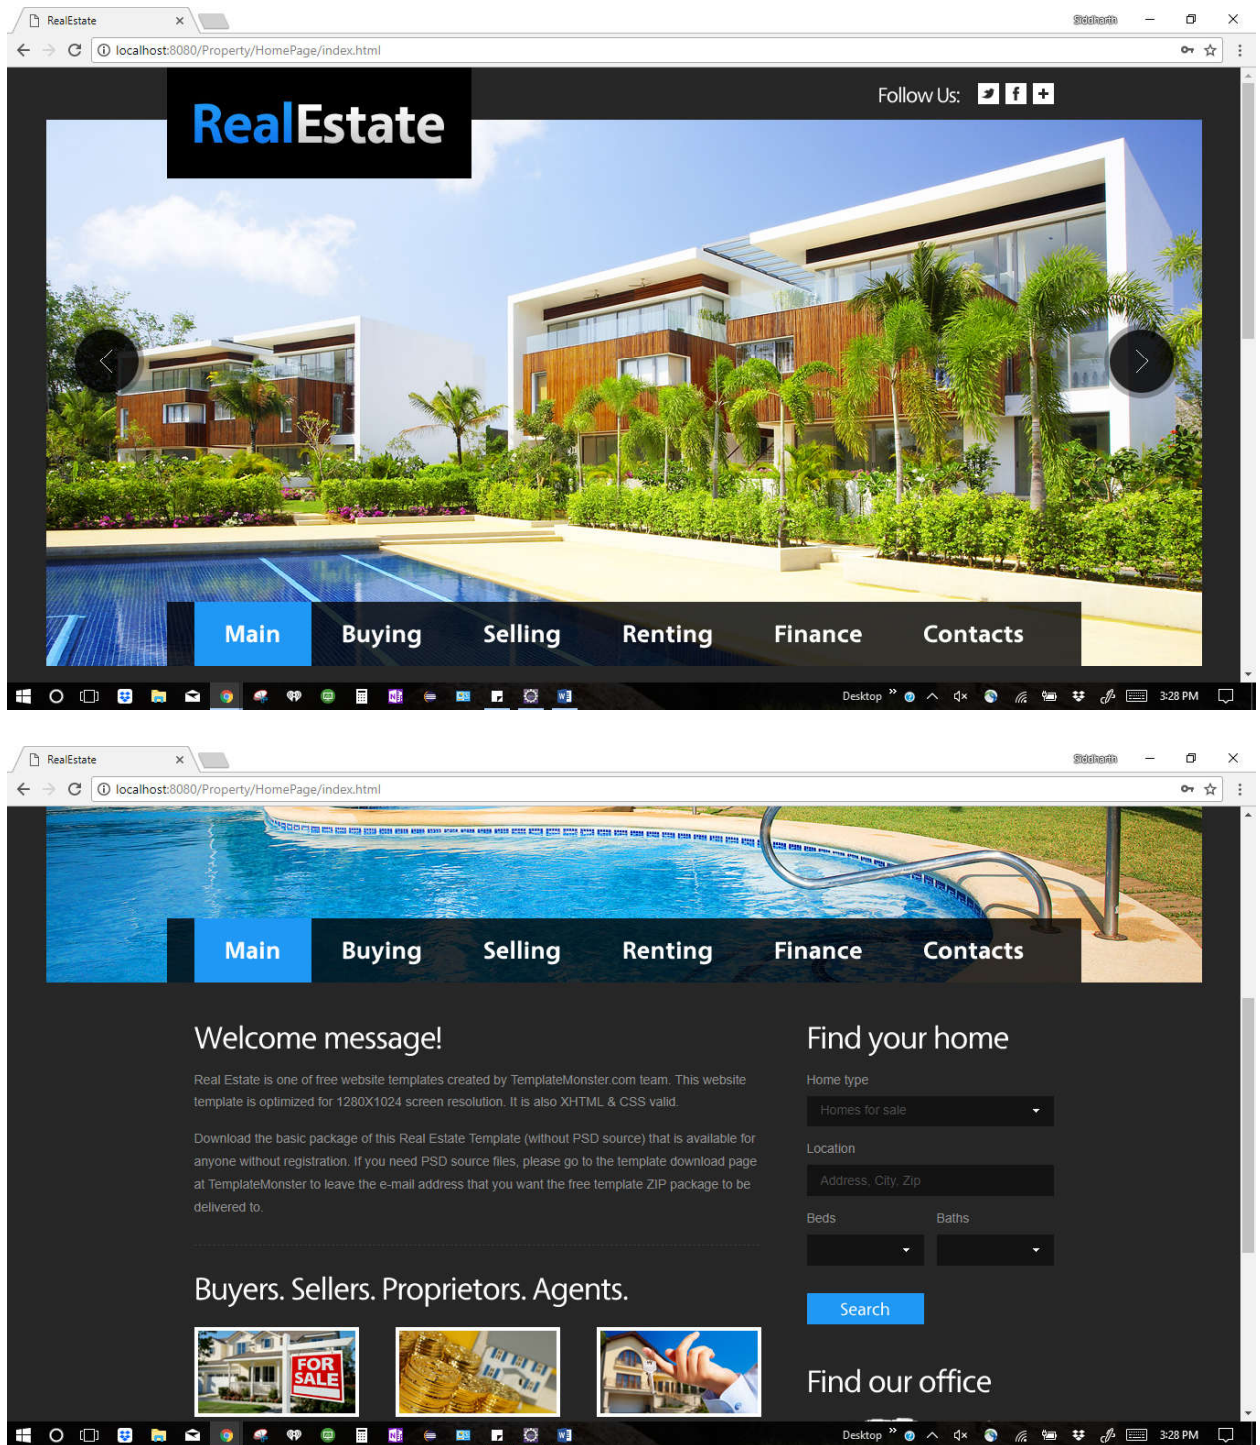 RealEstate
Siddharth
localhost:8080/Property/HomePage/index.html
RealEstate
Follow Us:
Main Buying Selling Renting Finance Contacts
Desktop
3:28 PM
RealEstate
Siddharth
localhost:8080/Property/HomePage/index.html
Main Buying Selling Renting Finance Contacts
Welcome message!
Real Estate is one of free website templates created by TemplateMonster.com team. This website
template is optimized for 1280X1024 screen resolution. It is also XHTML & CSS valid.
Download the basic package of this Real Estate Template (without PSD source) that is available for
anyone without registration. If you need PSD source files, please go to the template download page
at TemplateMonster to leave the e-mail address that you want the free template ZIP package to be
delivered to.
Buyers. Sellers. Proprietors. Agents.
FOR
SALE
Find your home
Home type
Homes for sale
Location
Address, City, Zip
Beds Baths
Search
Find our office
Desktop
3:28 PM